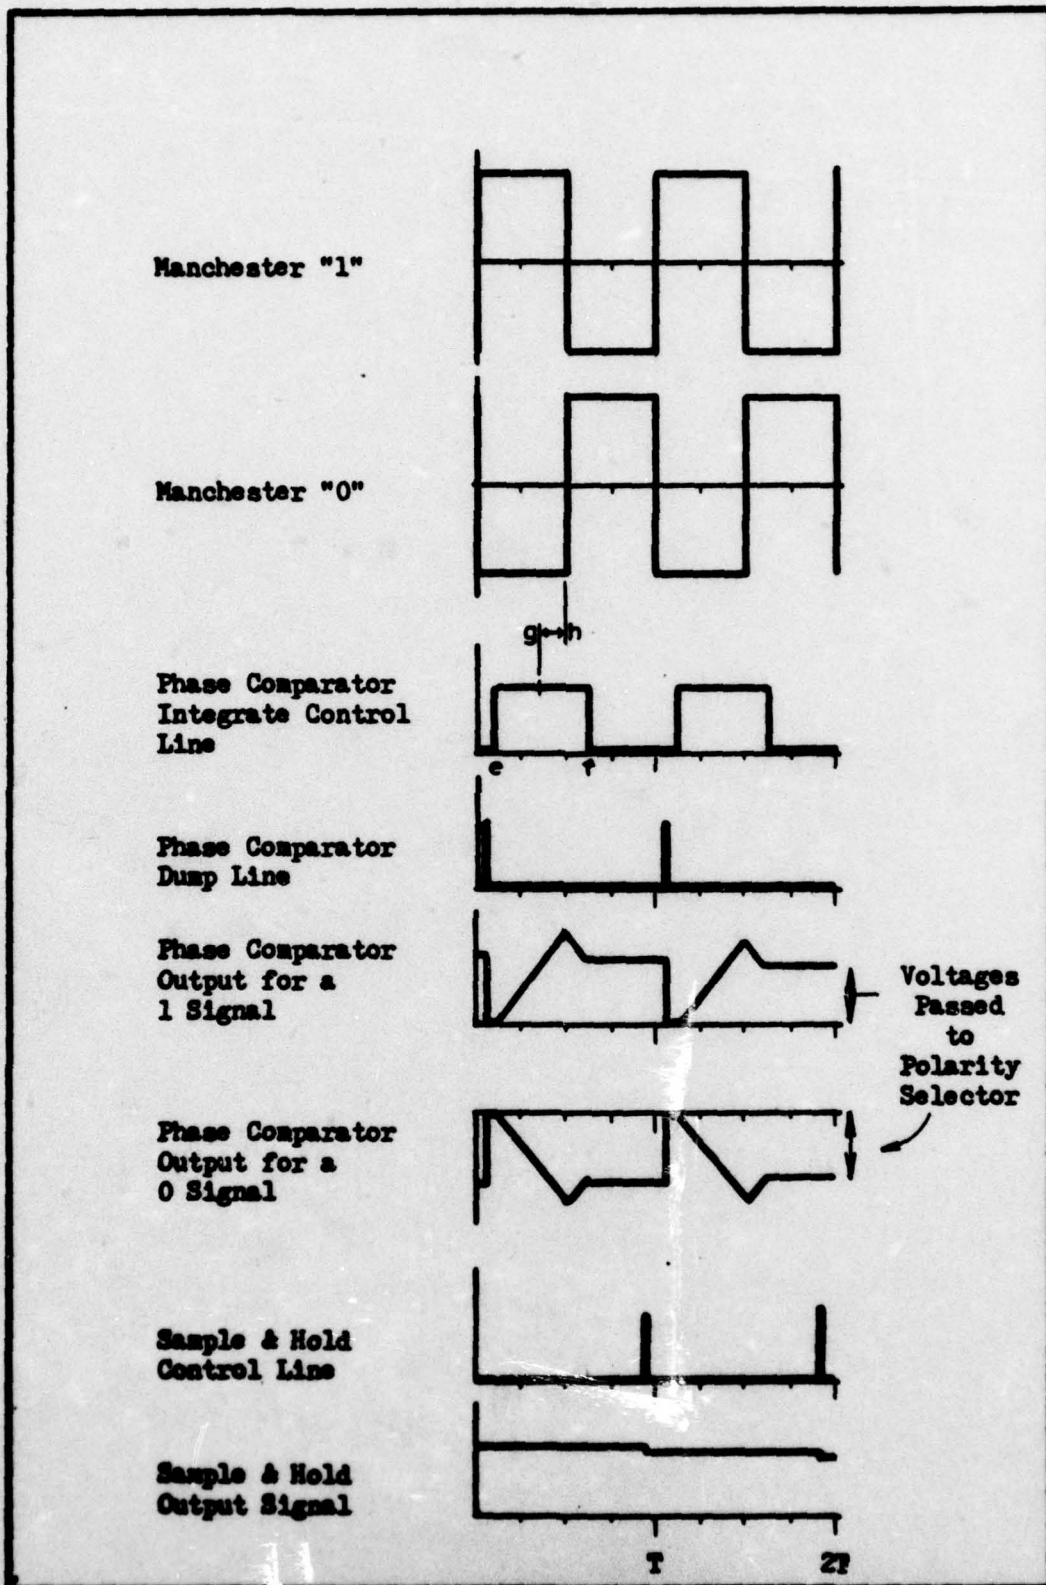 Manchester "1"
Manchester "0"
g h
Phase Comparator
Integrate Control
Line
e f
Phase Comparator
Dump Line
Phase Comparator
Output for a
1 Signal
Voltages
Passed
to
Polarity
Selector
Phase Comparator
Output for a
0 Signal
Sample & Hold
Control Line
Sample & Hold
Output Signal
T 2T